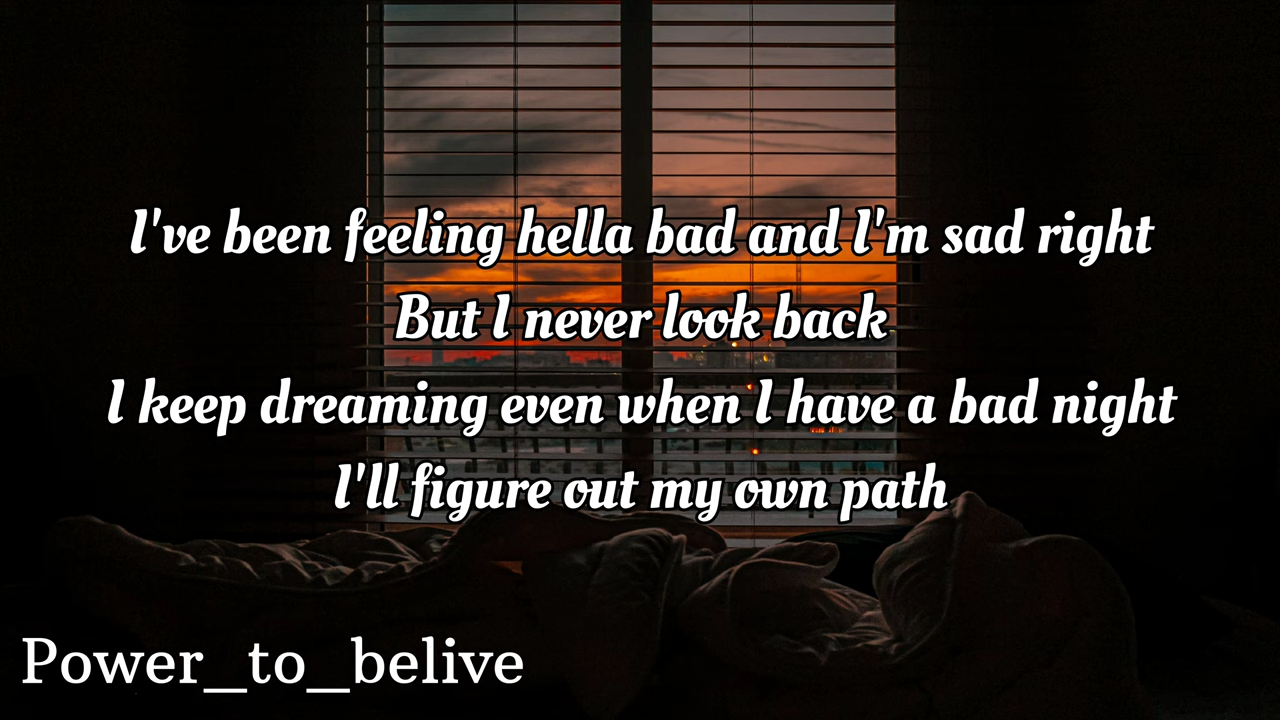 I've been feeling hella bad and I'm sad right
But I never look back
I keep dreaming even when I have a bad night
I'll figure out my own path
Power_to_belive